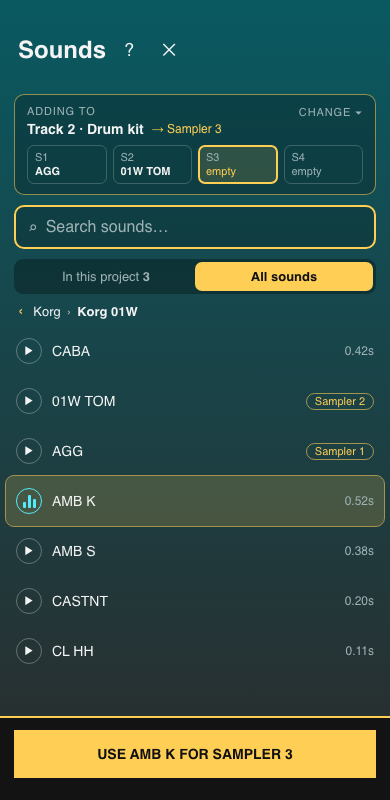 Sounds ?
ADDING TO
CHANGE
Track 2 · Drum kit → Sampler 3
S1 S2 S3 S4
AGG 01W TOM empty empty
Search sounds…
In this project 3 All sounds
‹ Korg › Korg 01W
CABA 0.42s
01W TOM Sampler 2
AGG Sampler 1
AMB K 0.52s
AMB S 0.38s
CASTNT 0.20s
CL HH 0.11s
USE AMB K FOR SAMPLER 3